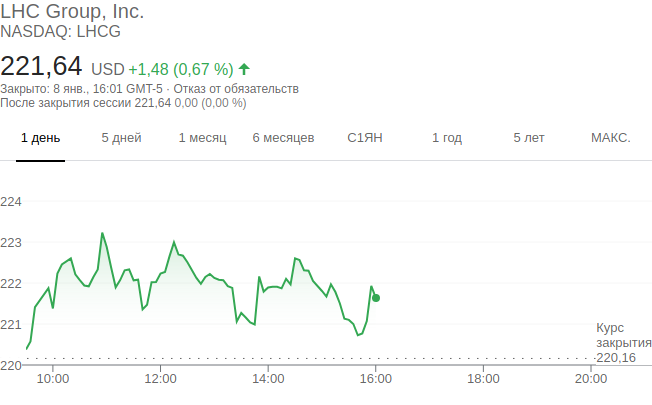 LHC Group, Inc.
NASDAQ: LHCG
221,64 USD +1,48 (0,67 %)
Закрыто: 8 янв., 16:01 GMT-5 · Отказ от обязательств
После закрытия сессии 221,64 0,00 (0,00 %)
1 день 5 дней 1 месяц 6 месяцев С1ЯН 1 год 5 лет МАКС.
224
223
222
221
220
Курс
закрытия
220,16
10:00 12:00 14:00 16:00 18:00 20:00